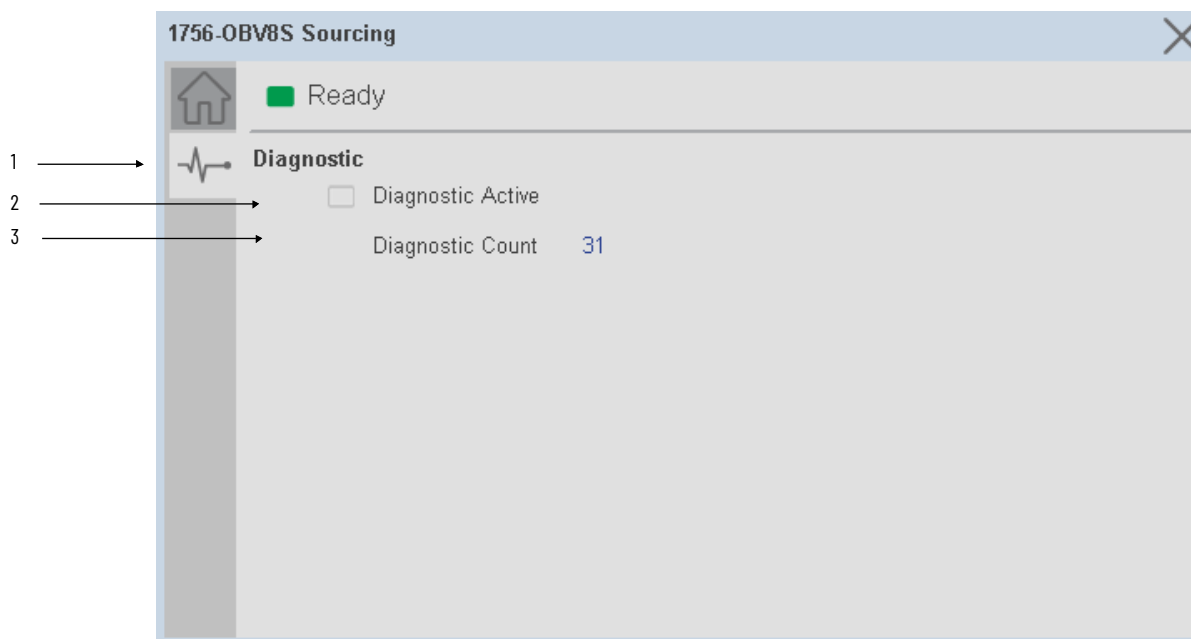 1756-OBV8S Sourcing
Ready
1
Diagnostic
2
Diagnostic Active
3
Diagnostic Count 31